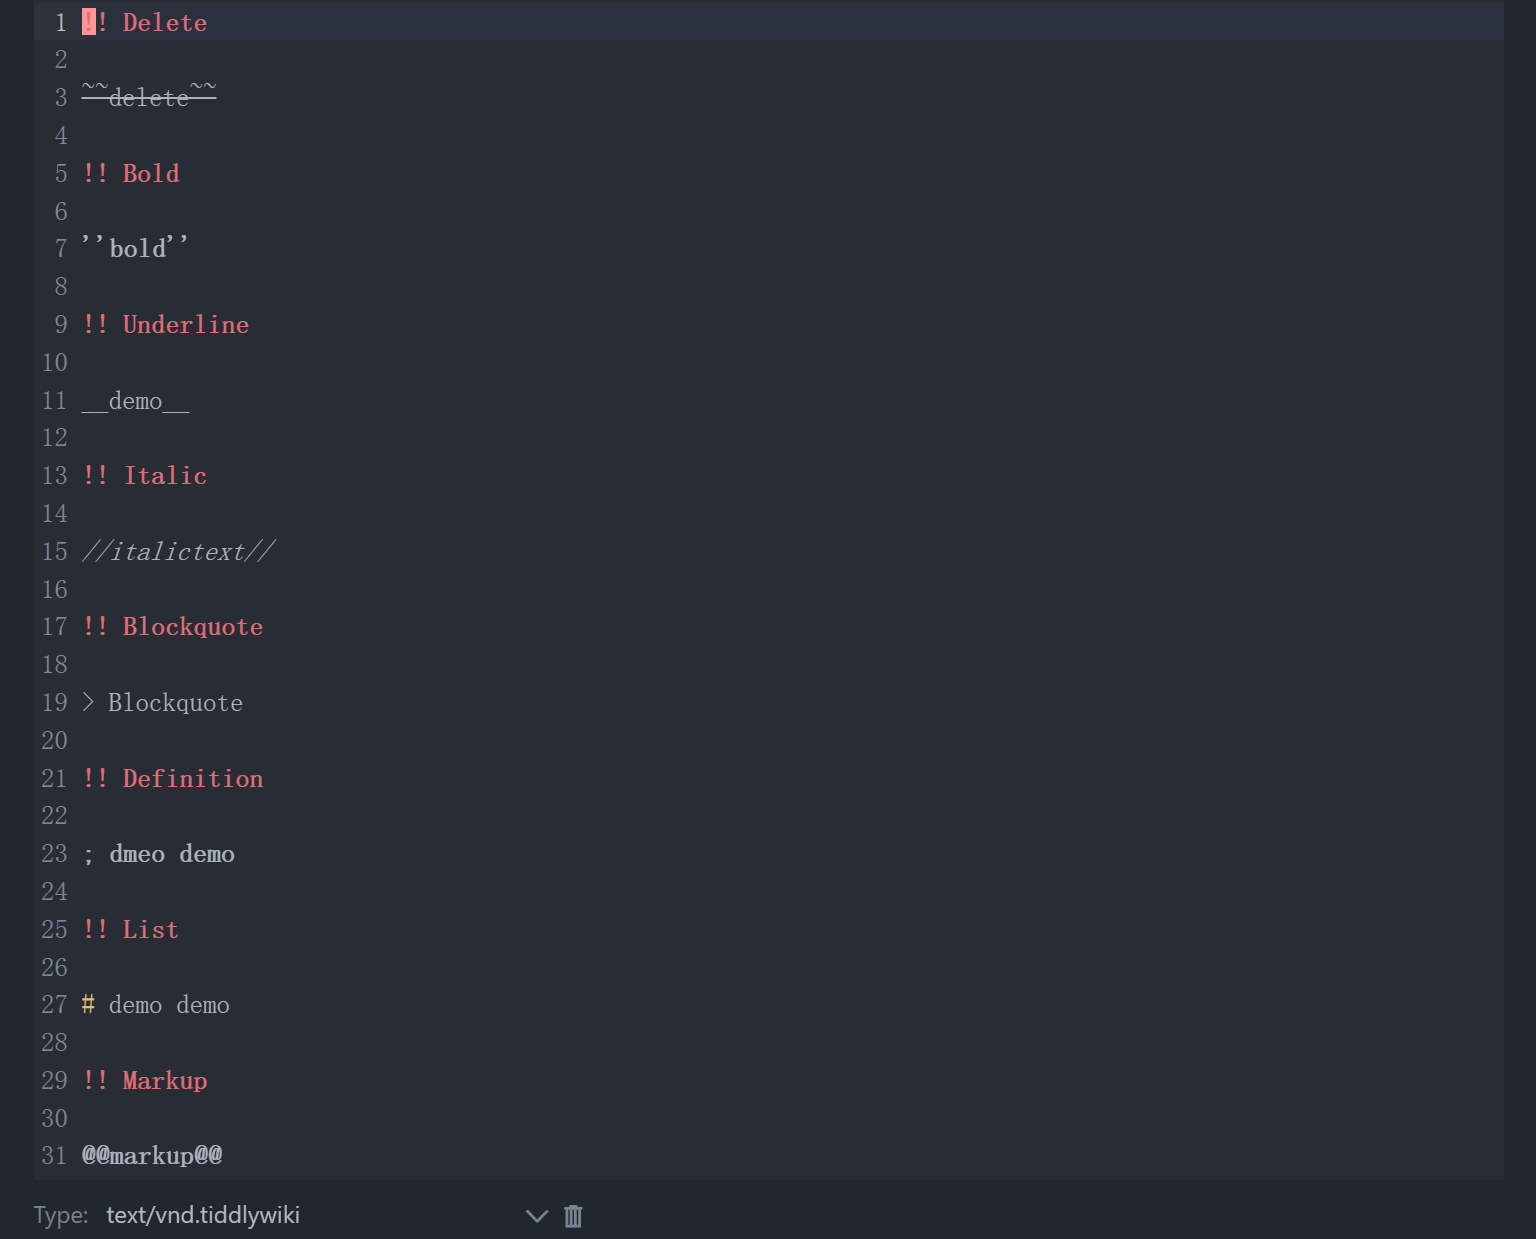 1 !! Delete
2
3 ~~delete~~
4
5 !! Bold
6
7 ''bold''
8
9 !! Underline
10
11 __demo__
12
13 !! Italic
14
15 //italictext//
16
17 !! Blockquote
18
19 > Blockquote
20
21 !! Definition
22
23 ; dmeo demo
24
25 !! List
26
27 # demo demo
28
29 !! Markup
30
31 @@markup@@
Type: text/vnd.tiddlywiki